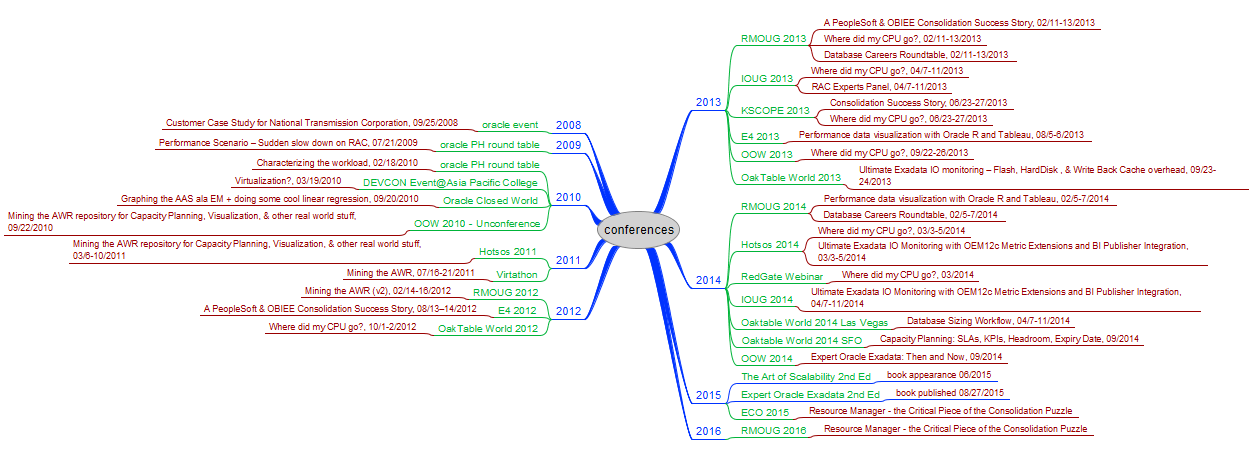 conferences
2008
oracle event
Customer Case Study for National Transmission Corporation, 09/25/2008
2009
oracle PH round table
Performance Scenario – Sudden slow down on RAC, 07/21/2009
2010
oracle PH round table
Characterizing the workload, 02/18/2010
DEVCON Event@Asia Pacific College
Virtualization?, 03/19/2010
Oracle Closed World
Graphing the AAS ala EM + doing some cool linear regression, 09/20/2010
OOW 2010 - Unconference
Mining the AWR repository for Capacity Planning, Visualization, & other real world stuff,
09/22/2010
2011
Hotsos 2011
Mining the AWR repository for Capacity Planning, Visualization, & other real world stuff,
03/6-10/2011
Virtathon
Mining the AWR, 07/16-21/2011
2012
RMOUG 2012
Mining the AWR (v2), 02/14-16/2012
E4 2012
A PeopleSoft & OBIEE Consolidation Success Story, 08/13–14/2012
OakTable World 2012
Where did my CPU go?, 10/1-2/2012
2013
RMOUG 2013
A PeopleSoft & OBIEE Consolidation Success Story, 02/11-13/2013
Where did my CPU go?, 02/11-13/2013
Database Careers Roundtable, 02/11-13/2013
IOUG 2013
Where did my CPU go?, 04/7-11/2013
RAC Experts Panel, 04/7-11/2013
KSCOPE 2013
Consolidation Success Story, 06/23-27/2013
Where did my CPU go?, 06/23-27/2013
E4 2013
Performance data visualization with Oracle R and Tableau, 08/5-6/2013
OOW 2013
Where did my CPU go?, 09/22-26/2013
OakTable World 2013
Ultimate Exadata IO monitoring – Flash, HardDisk , & Write Back Cache overhead, 09/23-
24/2013
2014
RMOUG 2014
Performance data visualization with Oracle R and Tableau, 02/5-7/2014
Database Careers Roundtable, 02/5-7/2014
Hotsos 2014
Where did my CPU go?, 03/3-5/2014
Ultimate Exadata IO Monitoring with OEM12c Metric Extensions and BI Publisher Integration,
03/3-5/2014
RedGate Webinar
Where did my CPU go?, 03/2014
IOUG 2014
Ultimate Exadata IO Monitoring with OEM12c Metric Extensions and BI Publisher Integration,
04/7-11/2014
Oaktable World 2014 Las Vegas
Database Sizing Workflow, 04/7-11/2014
Oaktable World 2014 SFO
Capacity Planning: SLAs, KPIs, Headroom, Expiry Date, 09/2014
OOW 2014
Expert Oracle Exadata: Then and Now, 09/2014
2015
The Art of Scalability 2nd Ed
book appearance 06/2015
Expert Oracle Exadata 2nd Ed
book published 08/27/2015
ECO 2015
Resource Manager - the Critical Piece of the Consolidation Puzzle
2016
RMOUG 2016
Resource Manager - the Critical Piece of the Consolidation Puzzle